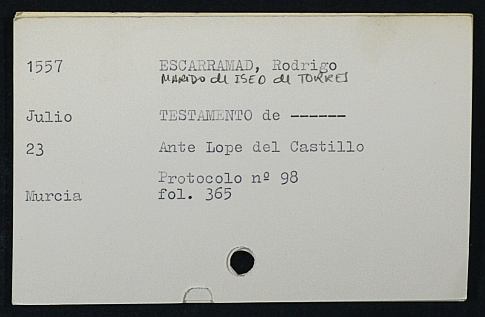 1557 ESCARRAMAD, Rodrigo
MARIDO de ISEO de TORRES
Julio TESTAMENTO de ------
23 Ante Lope del Castillo
Protocolo nº 98
Murcia fol. 365